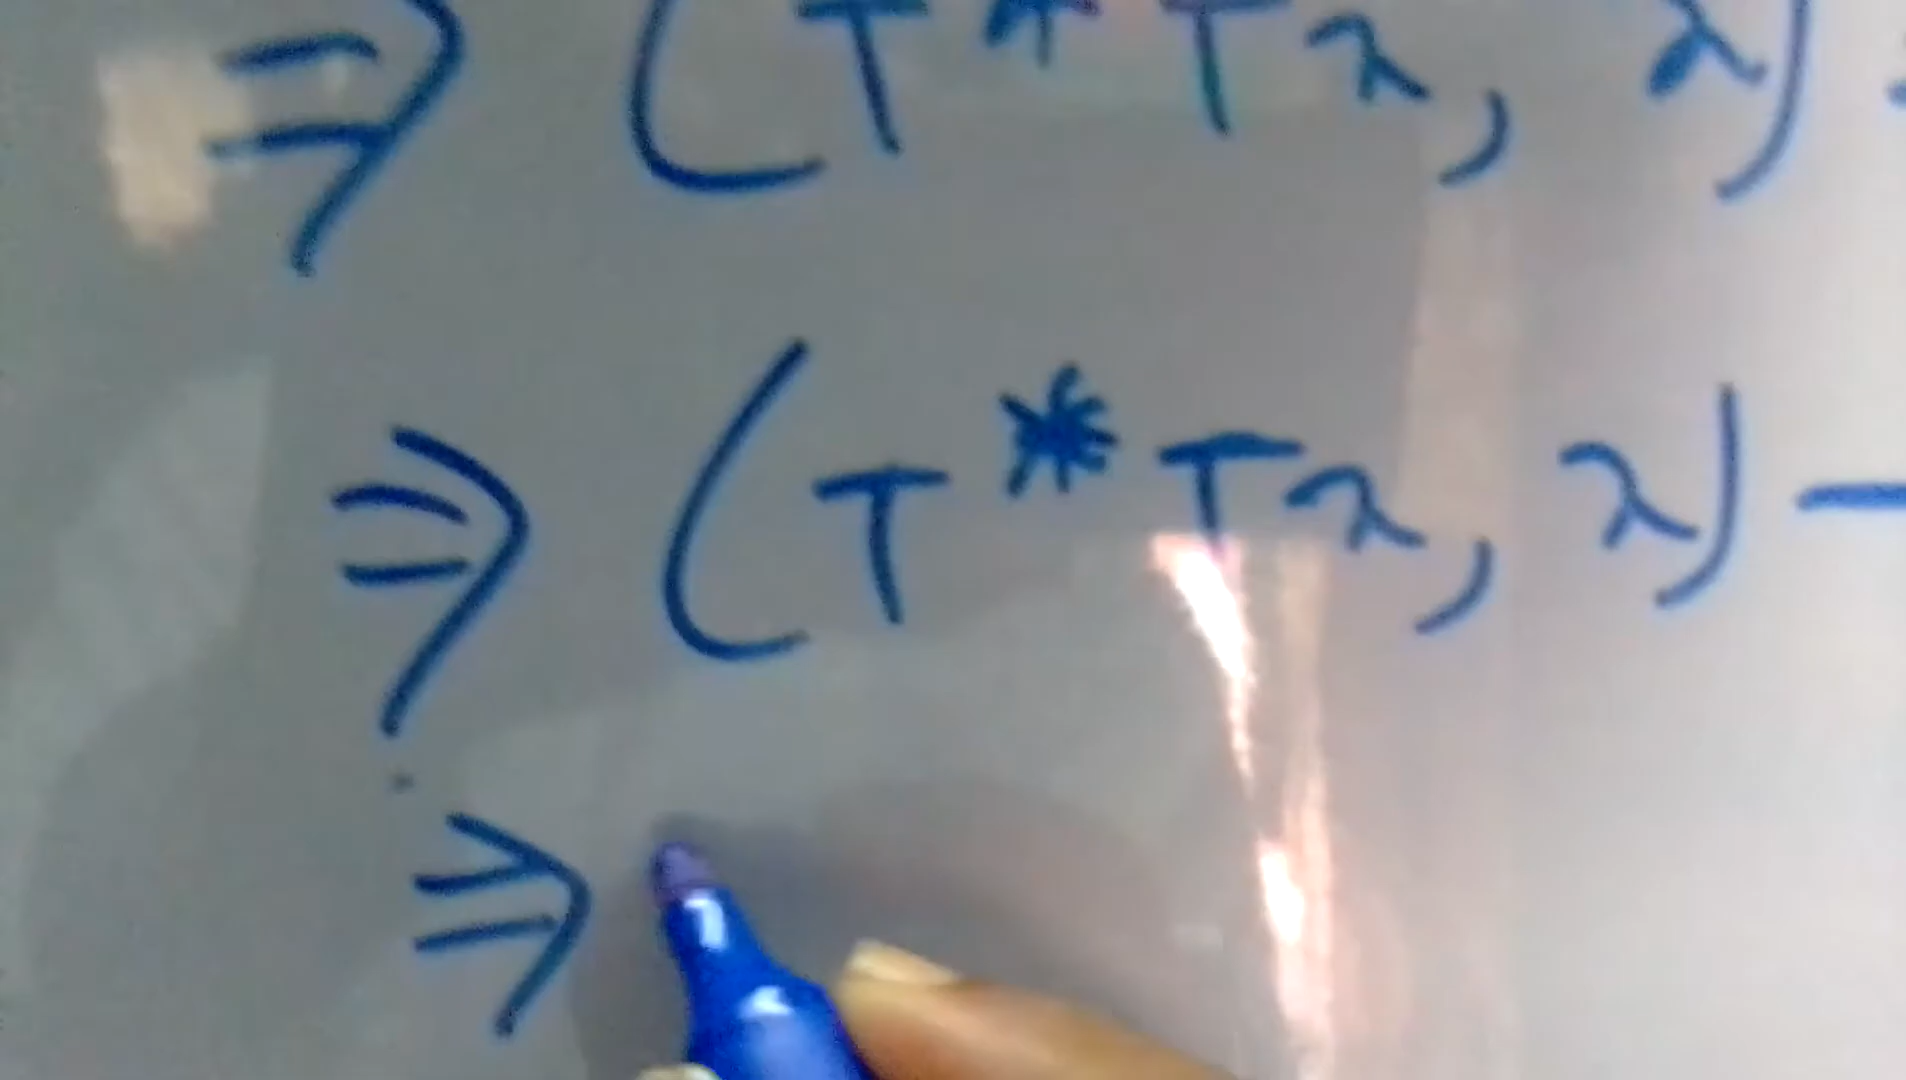 ⇒ (T*Tx, x)
⇒ (T*Tx, x) -
⇒